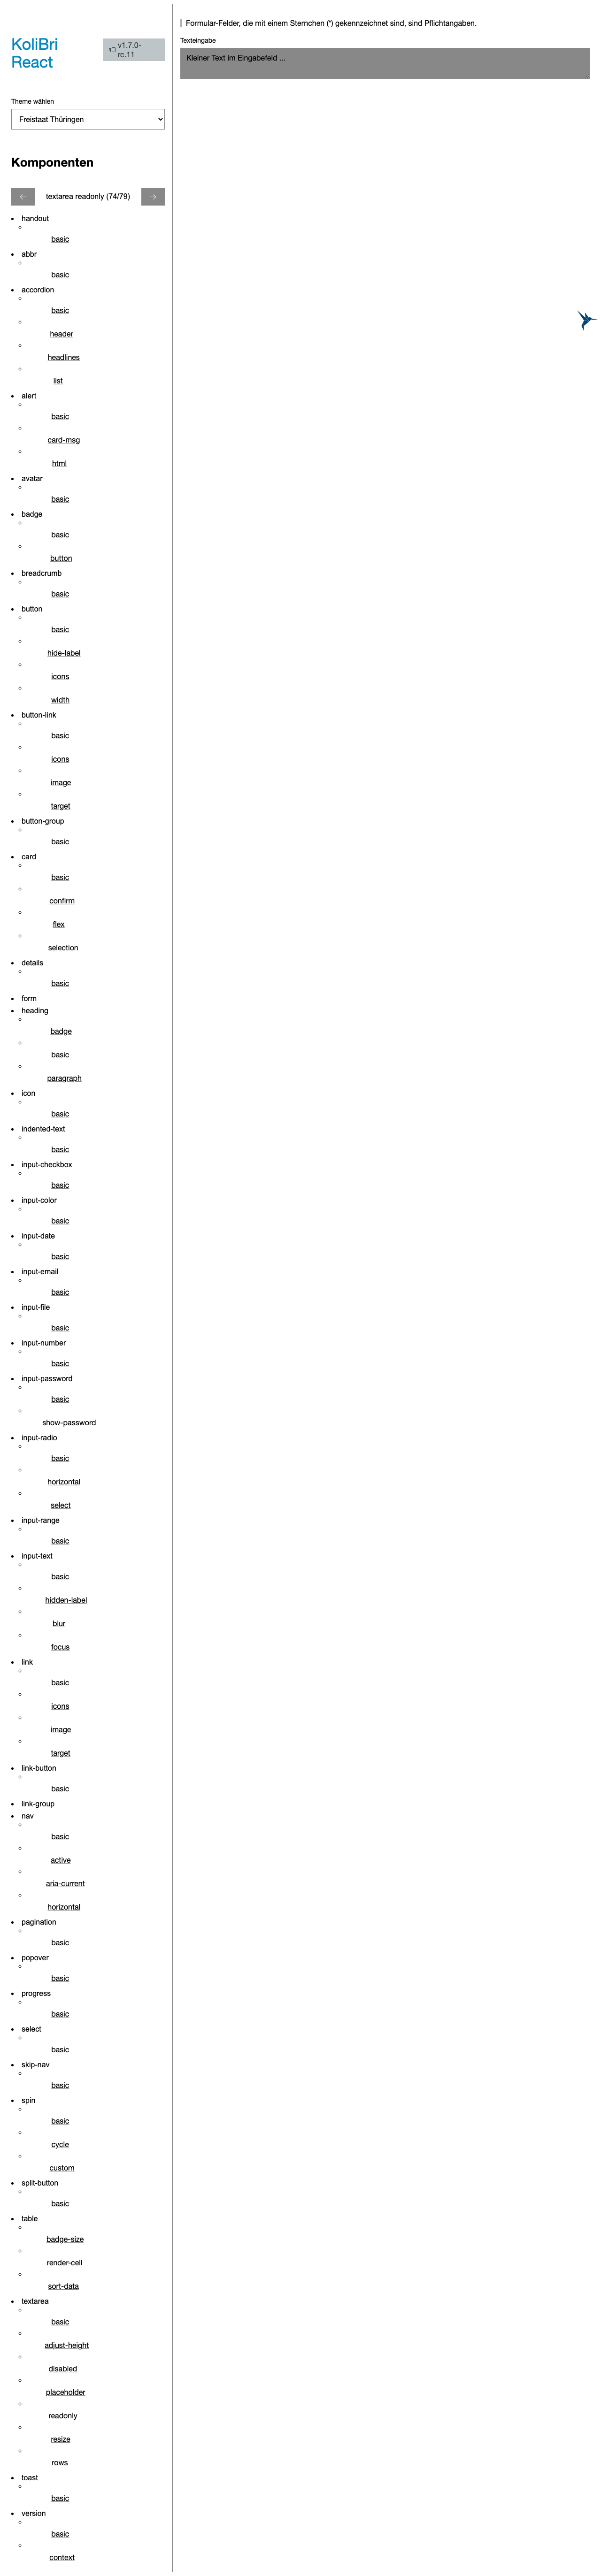 KoliBri
React
v1.7.0-
rc.11
Theme wählen
Freistaat Thüringen
Komponenten
textarea readonly (74/79)
handout
basic
abbr
basic
accordion
basic
header
headlines
list
alert
basic
card-msg
html
avatar
basic
badge
basic
button
breadcrumb
basic
button
basic
hide-label
icons
width
button-link
basic
icons
image
target
button-group
basic
card
basic
confirm
flex
selection
details
basic
form
heading
badge
basic
paragraph
icon
basic
indented-text
basic
input-checkbox
basic
input-color
basic
input-date
basic
input-email
basic
input-file
basic
input-number
basic
input-password
basic
show-password
input-radio
basic
horizontal
select
input-range
basic
input-text
basic
hidden-label
blur
focus
link
basic
icons
image
target
link-button
basic
link-group
nav
basic
active
aria-current
horizontal
pagination
basic
popover
basic
progress
basic
select
basic
skip-nav
basic
spin
basic
cycle
custom
split-button
basic
table
badge-size
render-cell
sort-data
textarea
basic
adjust-height
disabled
placeholder
readonly
resize
rows
toast
basic
version
basic
context
Formular-Felder, die mit einem Sternchen (*) gekennzeichnet sind, sind Pflichtangaben.
Texteingabe
Kleiner Text im Eingabefeld ...